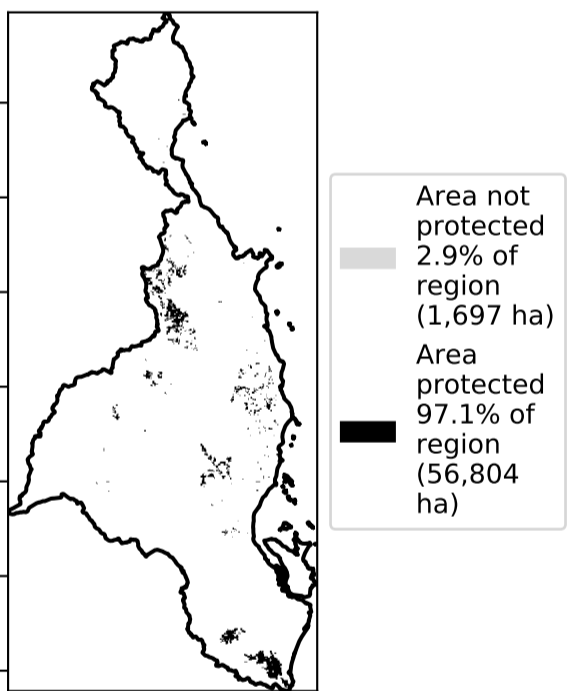 Area not
protected
2.9% of
region
(1,697 ha)
Area
protected
97.1% of
region
(56,804
ha)